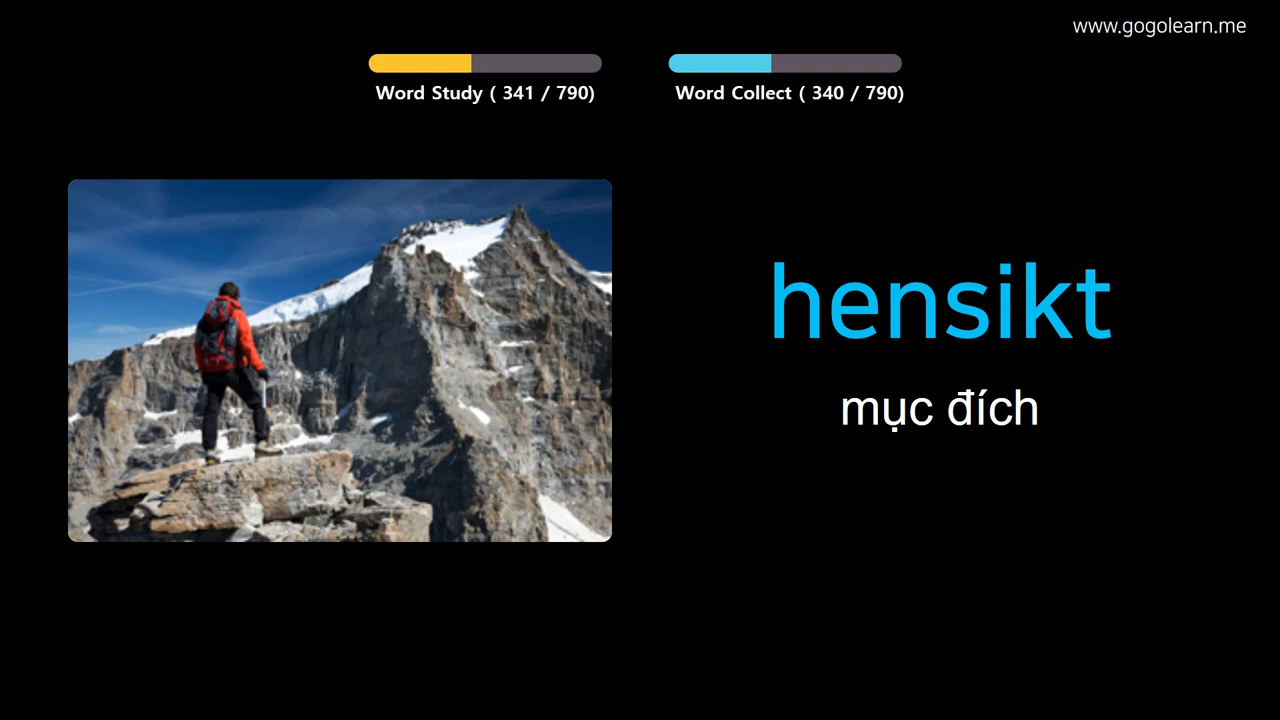 www.gogolearn.me
Word Study ( 341 / 790)
Word Collect ( 340 / 790)
hensikt
mục đích